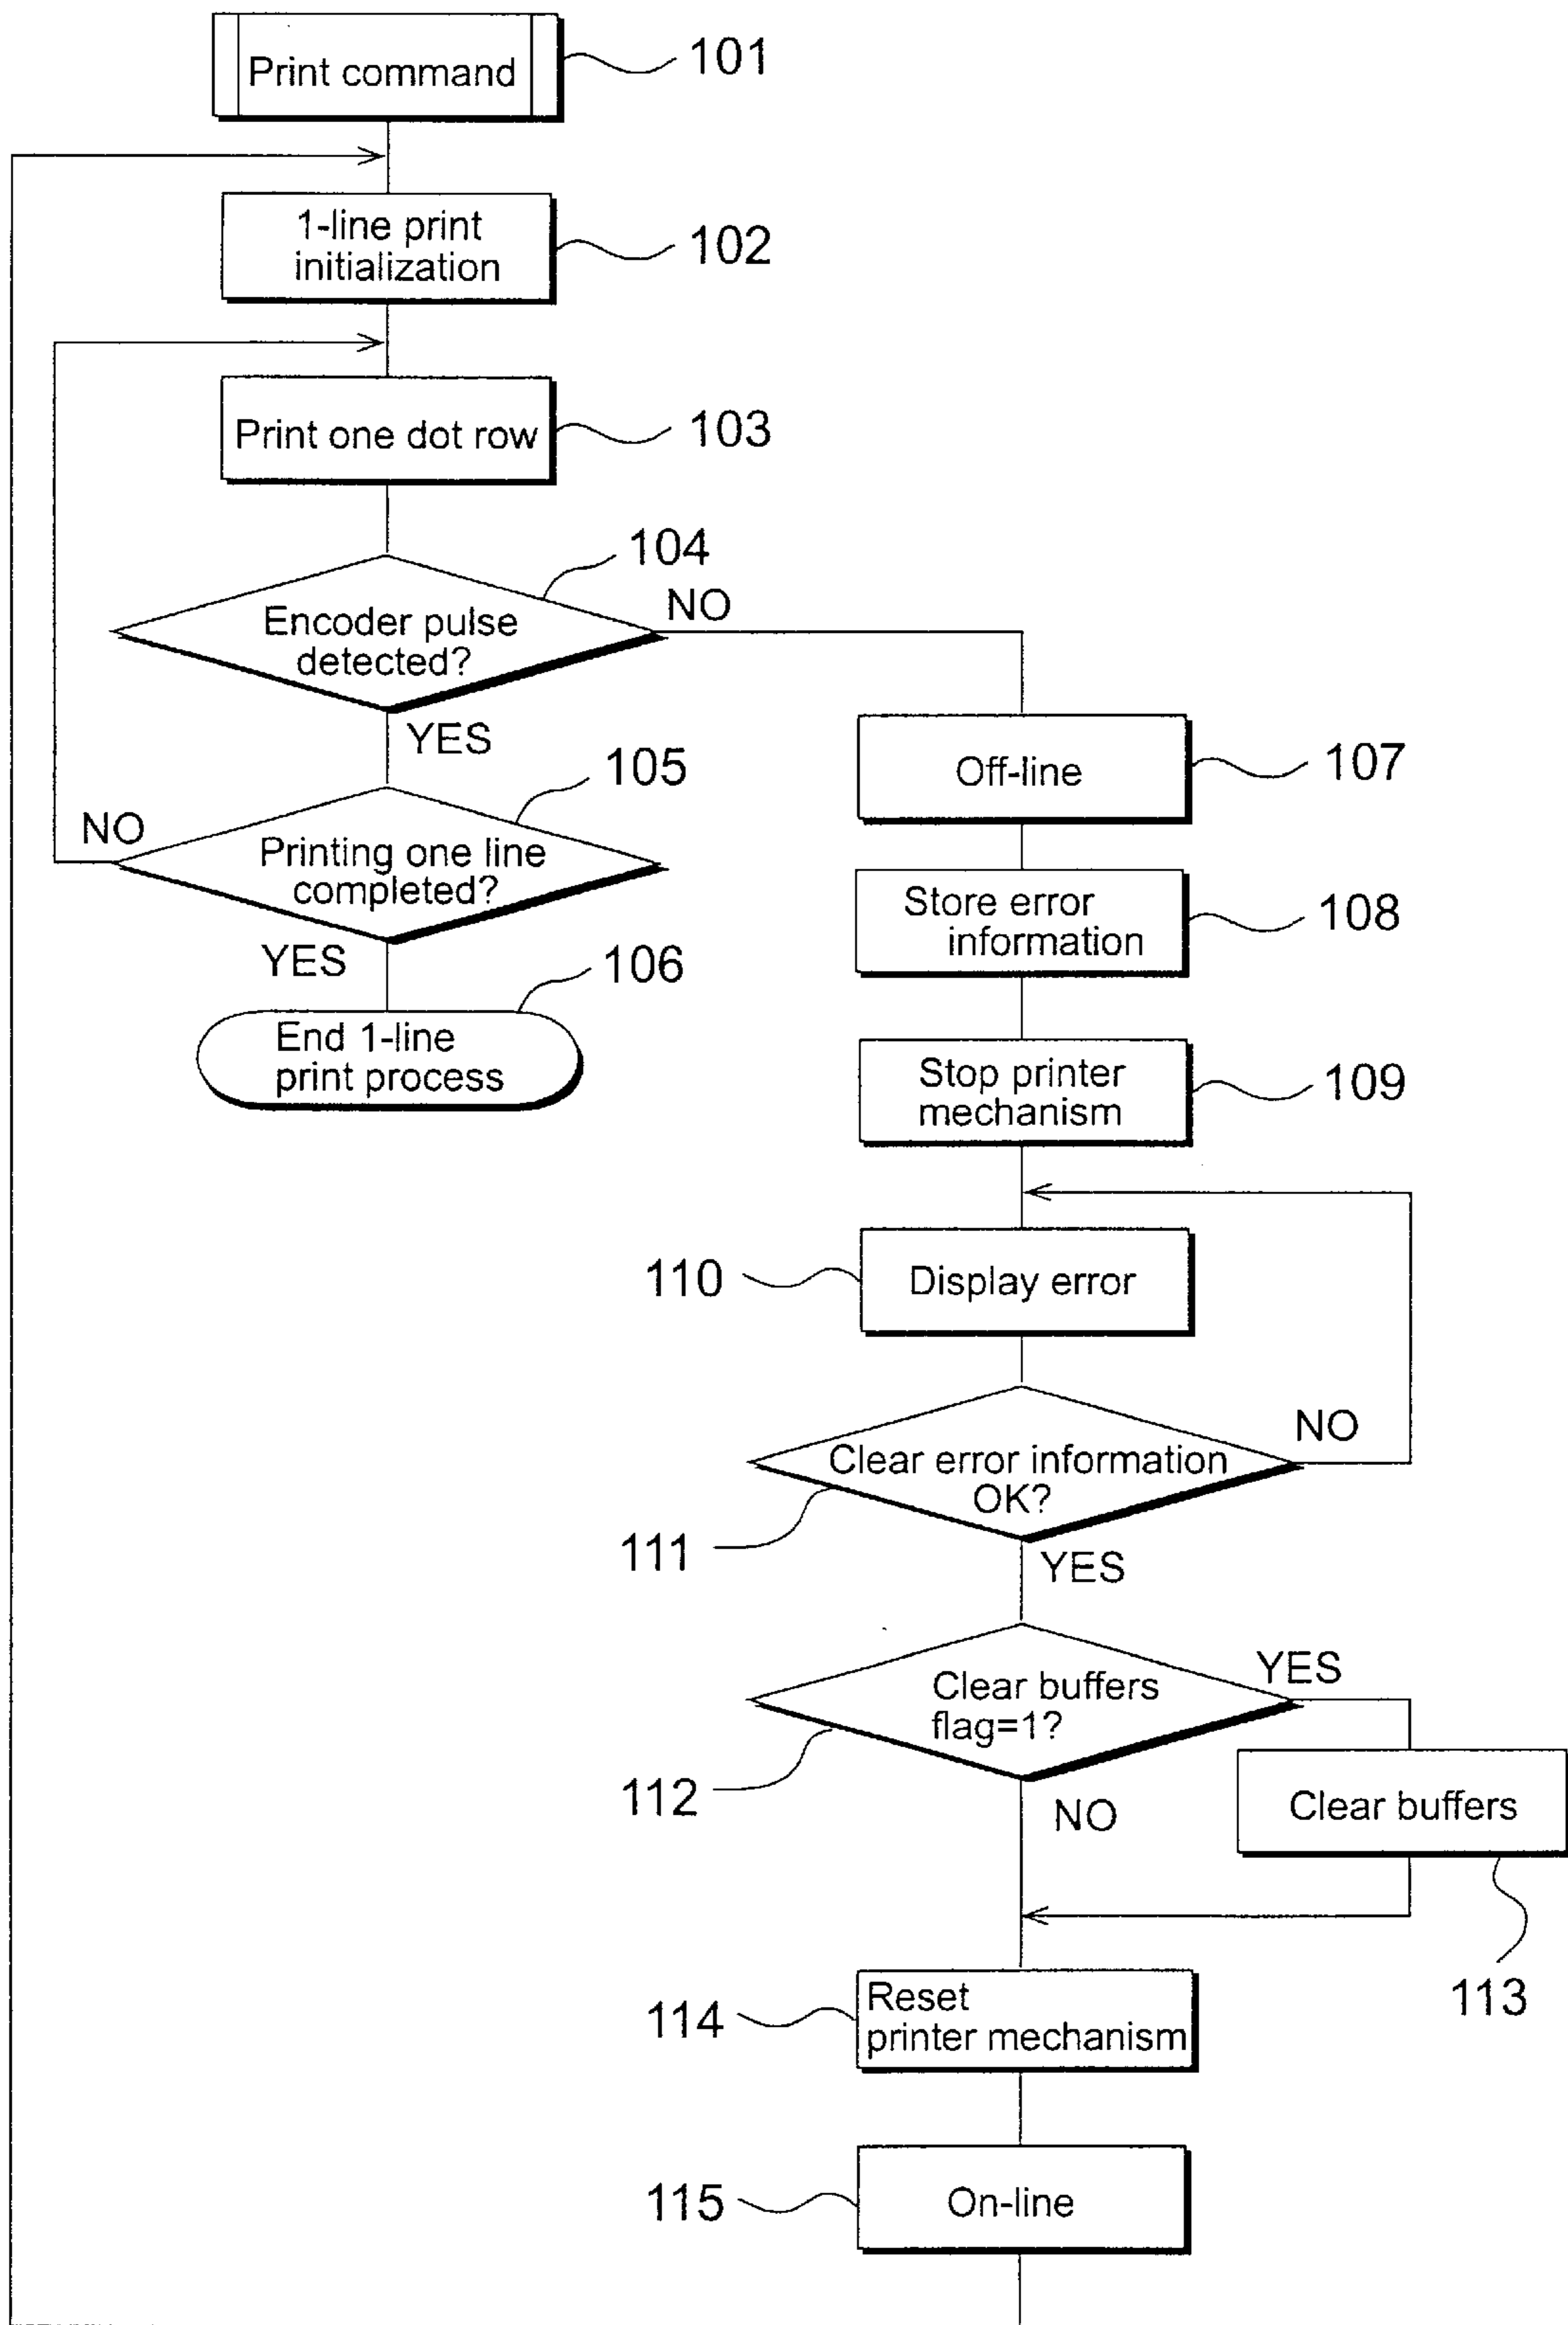 Print command
101
1-line print
initialization
102
Print one dot row
103
104
Encoder pulse
detected?
NO
YES
105
NO
Printing one line
completed?
YES
106
End 1-line
print process
Off-line
107
Store error
information
108
Stop printer
mechanism
109
110
Display error
Clear error information
OK?
NO
111
YES
Clear buffers
flag=1?
YES
112
NO
Clear buffers
113
114
Reset
printer mechanism
115
On-line